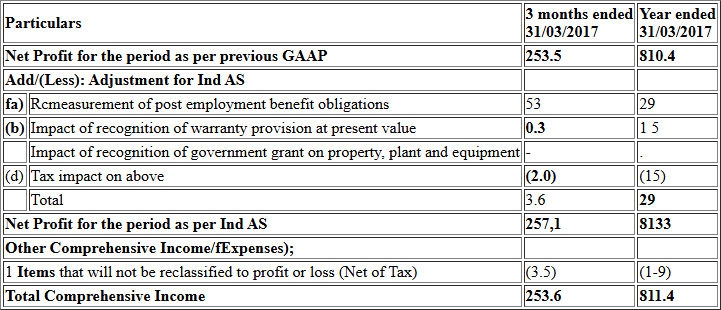 Particulars 3 months ended 31/03/2017 Year ended 31/03/2017
Net Profit for the period as per previous GAAP 253.5 810.4
Add/(Less): Adjustment for Ind AS
fa) Rcmeasurement of post employment benefit obligations 53 29
(b) Impact of recognition of warranty provision at present value 0.3 1 5
Impact of recognition of government grant on property, plant and equipment - .
(d) Tax impact on above (2.0) (15)
Total 3.6 29
Net Profit for the period as per Ind AS 257,1 8133
Other Comprehensive Income/fExpenses);
1 Items that will not be reclassified to profit or loss (Net of Tax) (3.5) (1-9)
Total Comprehensive Income 253.6 811.4